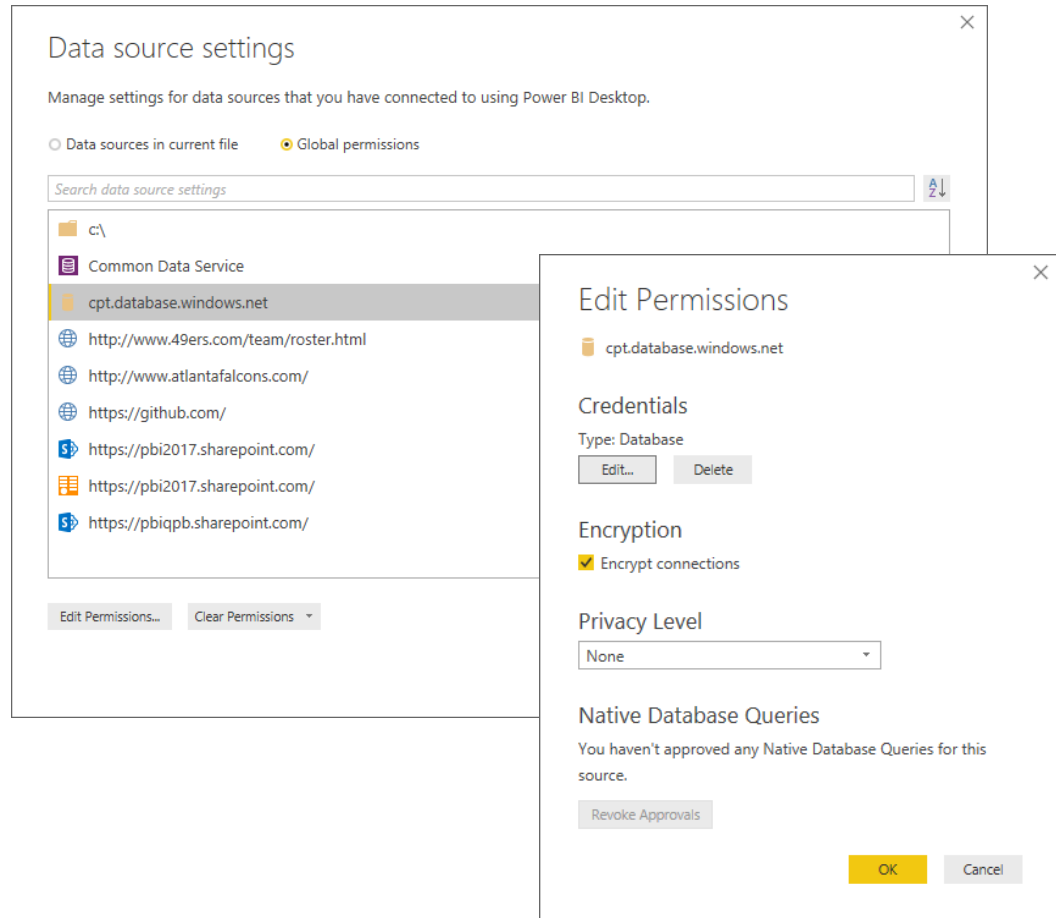 Data source settings
Manage settings for data sources that you have connected to using Power BI Desktop.
Data sources in current file
Global permissions
Search data source settings
A
Z
c:\
Common Data Service
cpt.database.windows.net
http://www.49ers.com/team/roster.html
http://www.atlantafalcons.com/
https://github.com/
S https://pbi2017.sharepoint.com/
https://pbi2017.sharepoint.com/
S https://pbiqpb.sharepoint.com/
Edit Permissions...
Clear Permissions
Edit Permissions
cpt.database.windows.net
Credentials
Type: Database
Edit...
Delete
Encryption
Encrypt connections
Privacy Level
None
Native Database Queries
You haven't approved any Native Database Queries for this
source.
Revoke Approvals
OK
Cancel